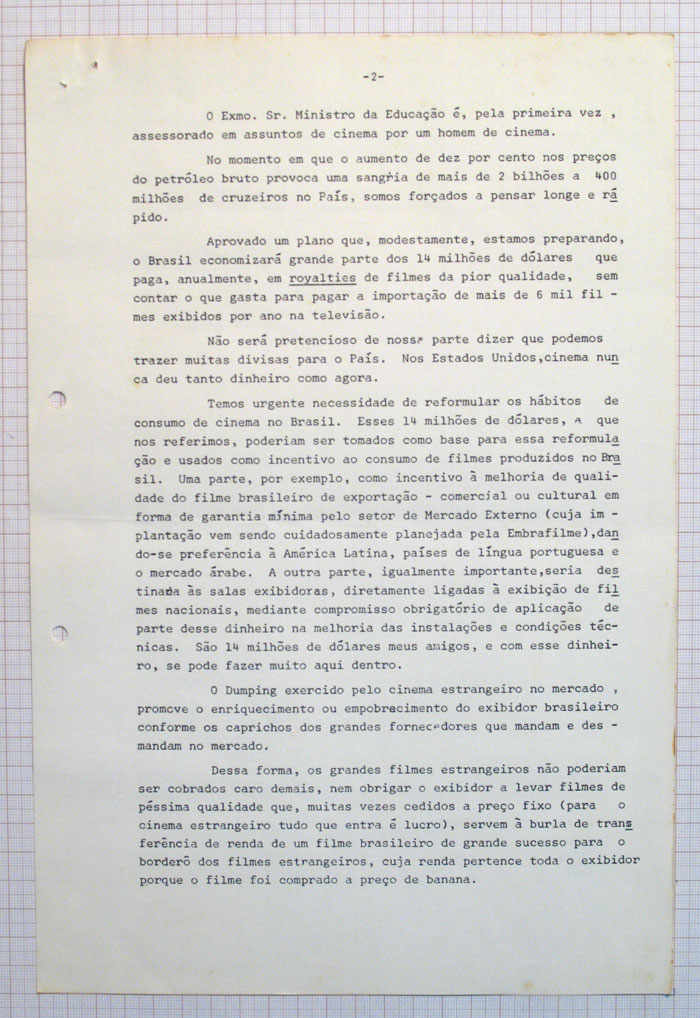 -2-
O Exmo. Sr. Ministro da Educação é, pela primeira vez ,
assessorado em assuntos de cinema por um homem de cinema.
No momento em que o aumento de dez por cento nos preços
do petróleo bruto provoca uma sangria de mais de 2 bilhões a 400
milhões de cruzeiros no País, somos forçados a pensar longe e rá
pido.
Aprovado um plano que, modestamente, estamos preparando,
o Brasil economizará grande parte dos 14 milhões de dólares que
paga, anualmente, em royalties de filmes da pior qualidade, sem
contar o que gasta para pagar a importação de mais de 6 mil fil -
mes exibidos por ano na televisão.
Não será pretencioso de nossa parte dizer que podemos
trazer muitas divisas para o País. Nos Estados Unidos,cinema nun
ca deu tanto dinheiro como agora.
Temos urgente necessidade de reformular os hábitos de
consumo de cinema no Brasil. Esses 14 milhões de dólares, a que
nos referimos, poderiam ser tomados como base para essa reformula
ção e usados como incentivo ao consumo de filmes produzidos no Bra
sil. Uma parte, por exemplo, como incentivo à melhoria de quali-
dade do filme brasileiro de exportação - comercial ou cultural em
forma de garantia mínima pelo setor de Mercado Externo (cuja im -
plantação vem sendo cuidadosamente planejada pela Embrafilme),dan
do-se preferência à América Latina, países de língua portuguesa e
o mercado árabe. A outra parte, igualmente importante,seria des
tinada às salas exibidoras, diretamente ligadas à exibição de fil
mes nacionais, mediante compromisso obrigatório de aplicação de
parte desse dinheiro na melhoria das instalações e condições téc-
nicas. São 14 milhões de dólares meus amigos, e com esse dinhei-
ro, se pode fazer muito aqui dentro.
O Dumping exercido pelo cinema estrangeiro no mercado ,
promove o enriquecimento ou empobrecimento do exibidor brasileiro
conforme os caprichos dos grandes fornecedores que mandam e des -
mandam no mercado.
Dessa forma, os grandes filmes estrangeiros não poderiam
ser cobrados caro demais, nem obrigar o exibidor a levar filmes de
péssima qualidade que, muitas vezes cedidos a preço fixo (para o
cinema estrangeiro tudo que entra é lucro), servem à burla de trans
ferência de renda de um filme brasileiro de grande sucesso para o
borderô dos filmes estrangeiros, cuja renda pertence toda o exibidor
porque o filme foi comprado a preço de banana.